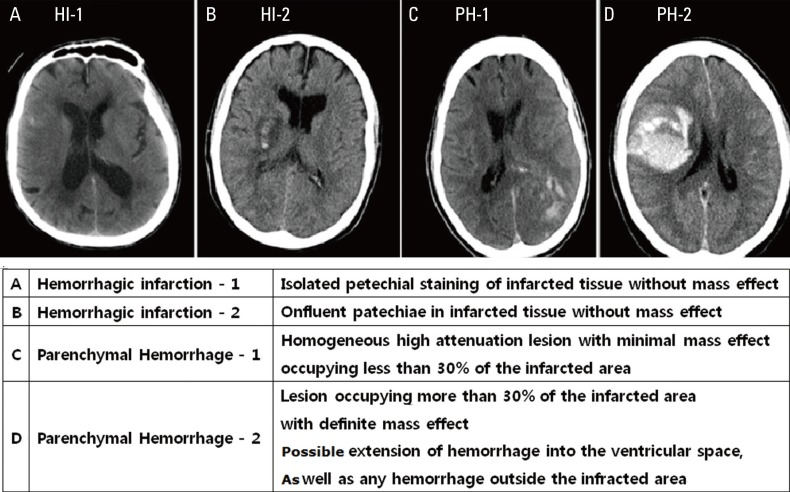 A HI-1
B HI-2
C PH-1
D PH-2
A Hemorrhagic infarction - 1 Isolated petechial staining of infarcted tissue without mass effect
B Hemorrhagic infarction - 2 Onfluent patechiae in infarcted tissue without mass effect
C Parenchymal Hemorrhage - 1 Homogeneous high attenuation lesion with minimal mass effect
occupying less than 30% of the infarcted area
D Parenchymal Hemorrhage - 2 Lesion occupying more than 30% of the infarcted area
with definite mass effect
Possible extension of hemorrhage into the ventricular space,
As well as any hemorrhage outside the infracted area